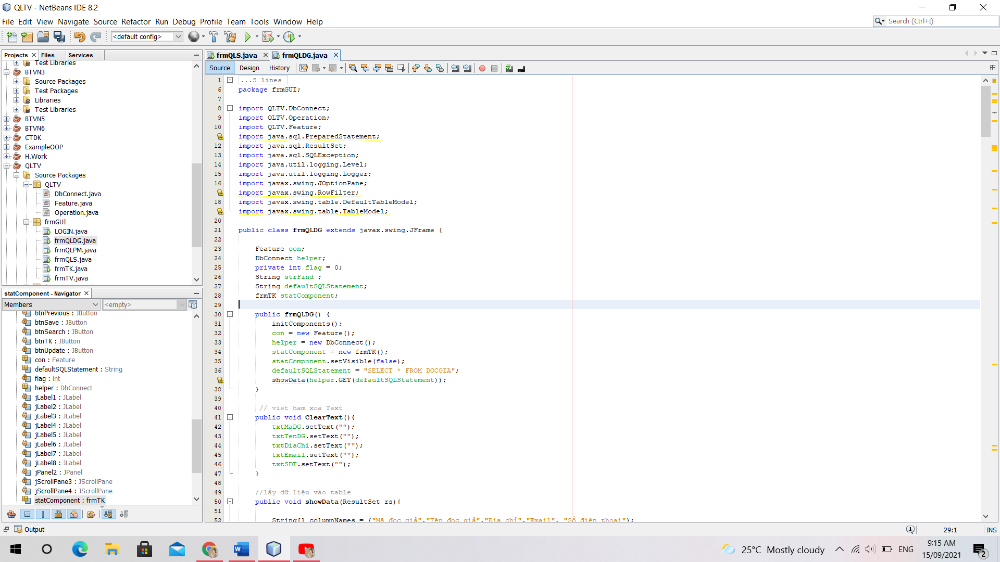 QLTV - NetBeans IDE 8.2
File Edit View Navigate Source Refactor Run Debug Profile Team Tools Window Help
Search (Ctrl+I)
<default config>
Projects Files Services
Test Libraries
BTVN3
Source Packages
Test Packages
Libraries
Test Libraries
BTVN5
BTVN6
CTDK
ExampleOOP
H.Work
QLTV
Source Packages
QLTV
DbConnect.java
Feature.java
Operation.java
frmGUI
LOGIN.java
frmQLDG.java
frmQLPM.java
frmQLS.java
frmTK.java
frmTV.java
statComponent - Navigator
Members <empty>
btnPrevious : JButton
btnSave : JButton
btnSearch : JButton
btnTK : JButton
btnUpdate : JButton
con : Feature
defaultSQLStatement : String
flag : int
helper : DbConnect
jLabel1 : JLabel
jLabel2 : JLabel
jLabel3 : JLabel
jLabel4 : JLabel
jLabel5 : JLabel
jLabel6 : JLabel
jLabel7 : JLabel
jLabel8 : JLabel
jPanel2 : JPanel
jScrollPane3 : JScrollPane
jScrollPane4 : JScrollPane
statComponent : frmTK
frmQLS.java frmQLDG.java
Source Design History
1 ...5 lines
6 package frmGUI;
7
8 import QLTV.DbConnect;
9 import QLTV.Operation;
10 import QLTV.Feature;
import java.sql.PreparedStatement;
12 import java.sql.ResultSet;
13 import java.sql.SQLException;
14 import java.util.logging.Level;
15 import java.util.logging.Logger;
16 import javax.swing.JOptionPane;
import javax.swing.RowFilter;
18 import javax.swing.table.DefaultTableModel;
import javax.swing.table.TableModel;
20
21 public class frmQLDG extends javax.swing.JFrame {
22
23 Feature con;
24 DbConnect helper;
25 private int flag = 0;
26 String strFind ;
27 String defaultSQLStatement;
28 frmTK statComponent;
29
30 public frmQLDG() {
31 initComponents();
32 con = new Feature();
33 helper = new DbConnect();
34 statComponent = new frmTK();
35 statComponent.setVisible(false);
36 defaultSQLStatement = "SELECT * FROM DOCGIA";
showData(helper.GET(defaultSQLStatement));
38 }
39
40 // viet ham xoa Text
41 public void ClearText(){
42 txtMaDG.setText("");
43 txtTenDG.setText("");
44 txtDiaChi.setText("");
45 txtEmail.setText("");
46 txtSDT.setText("");
47 }
48
49 //lấy dữ liệu vào table
50 public void showData(ResultSet rs){
51
52 String[] columnNames = {"Mã đọc giả","Tên đọc giả","Địa chỉ","Email", "Số điện thoại"};
Output
29:1 INS
25°C Mostly cloudy
ENG
9:15 AM
15/09/2021
2